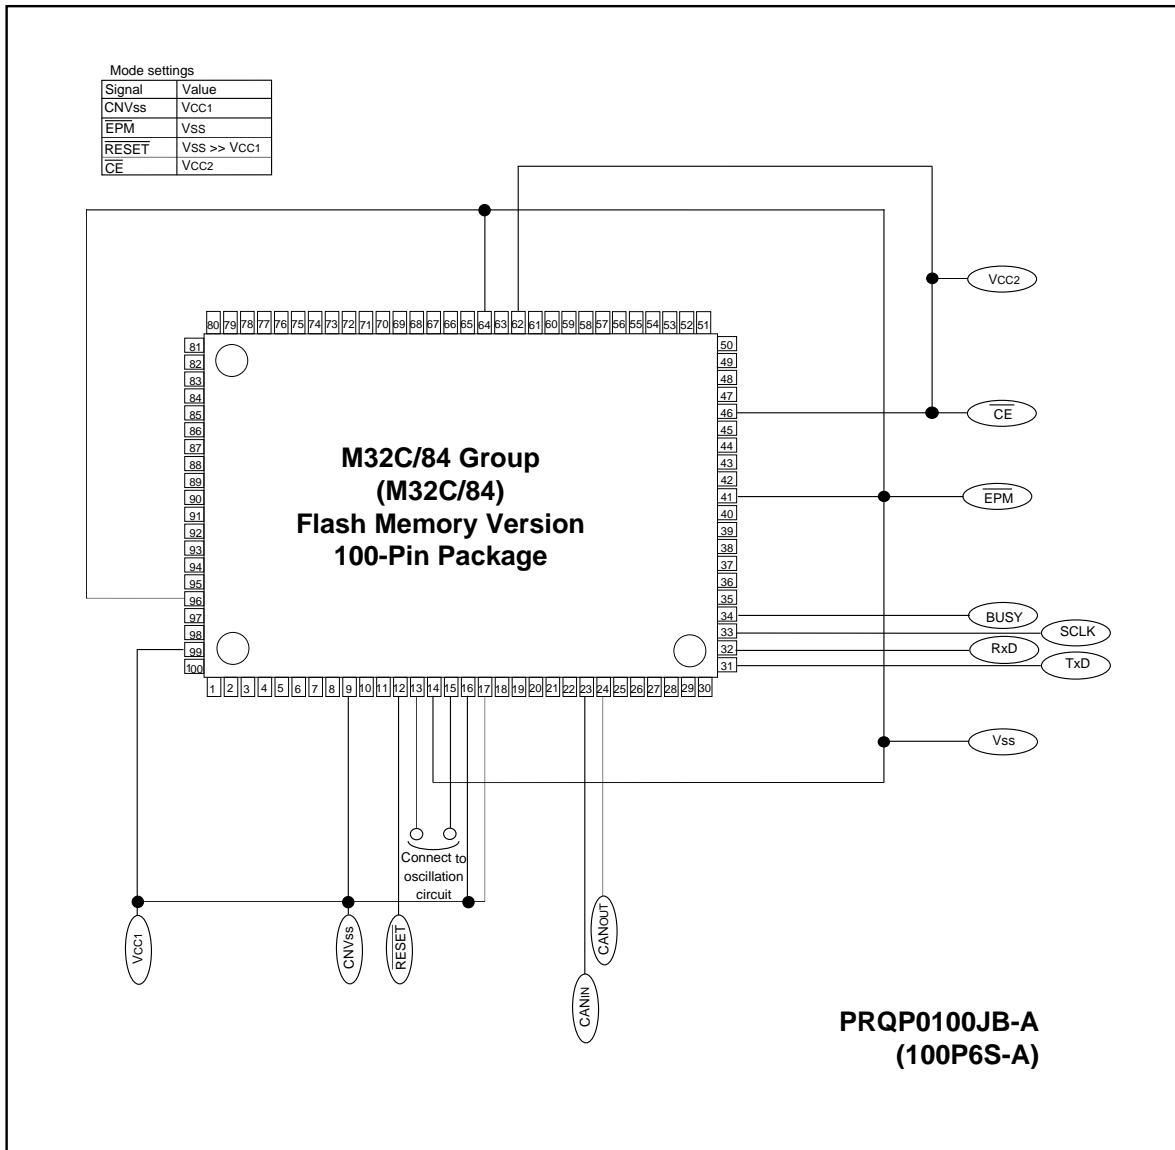 Mode settings
Signal Value
CNVss VCC1
EPM VSS
RESET VSS >> VCC1
CE VCC2
VCC2
80 79 78 77 76 75 74 73 72 71 70 69 68 67 66 65 64 63 62 61 60 59 58 57 56 55 54 53 52 51
81
82
83
84
85
86
87
88
89
90
91
92
93
94
95
96
97
98
99
100
M32C/84 Group
(M32C/84)
Flash Memory Version
100-Pin Package
50
49
48
47
46
45
44
43
42
41
40
39
38
37
36
35
34
33
32
31
CE
EPM
BUSY
SCLK
RxD
TxD
Vss
1 2 3 4 5 6 7 8 9 10 11 12 13 14 15 16 17 18 19 20 21 22 23 24 25 26 27 28 29 30
Connect to
oscillation
circuit
VCC1
CNVss
RESET
CANIN
CANOUT
PRQP0100JB-A
(100P6S-A)